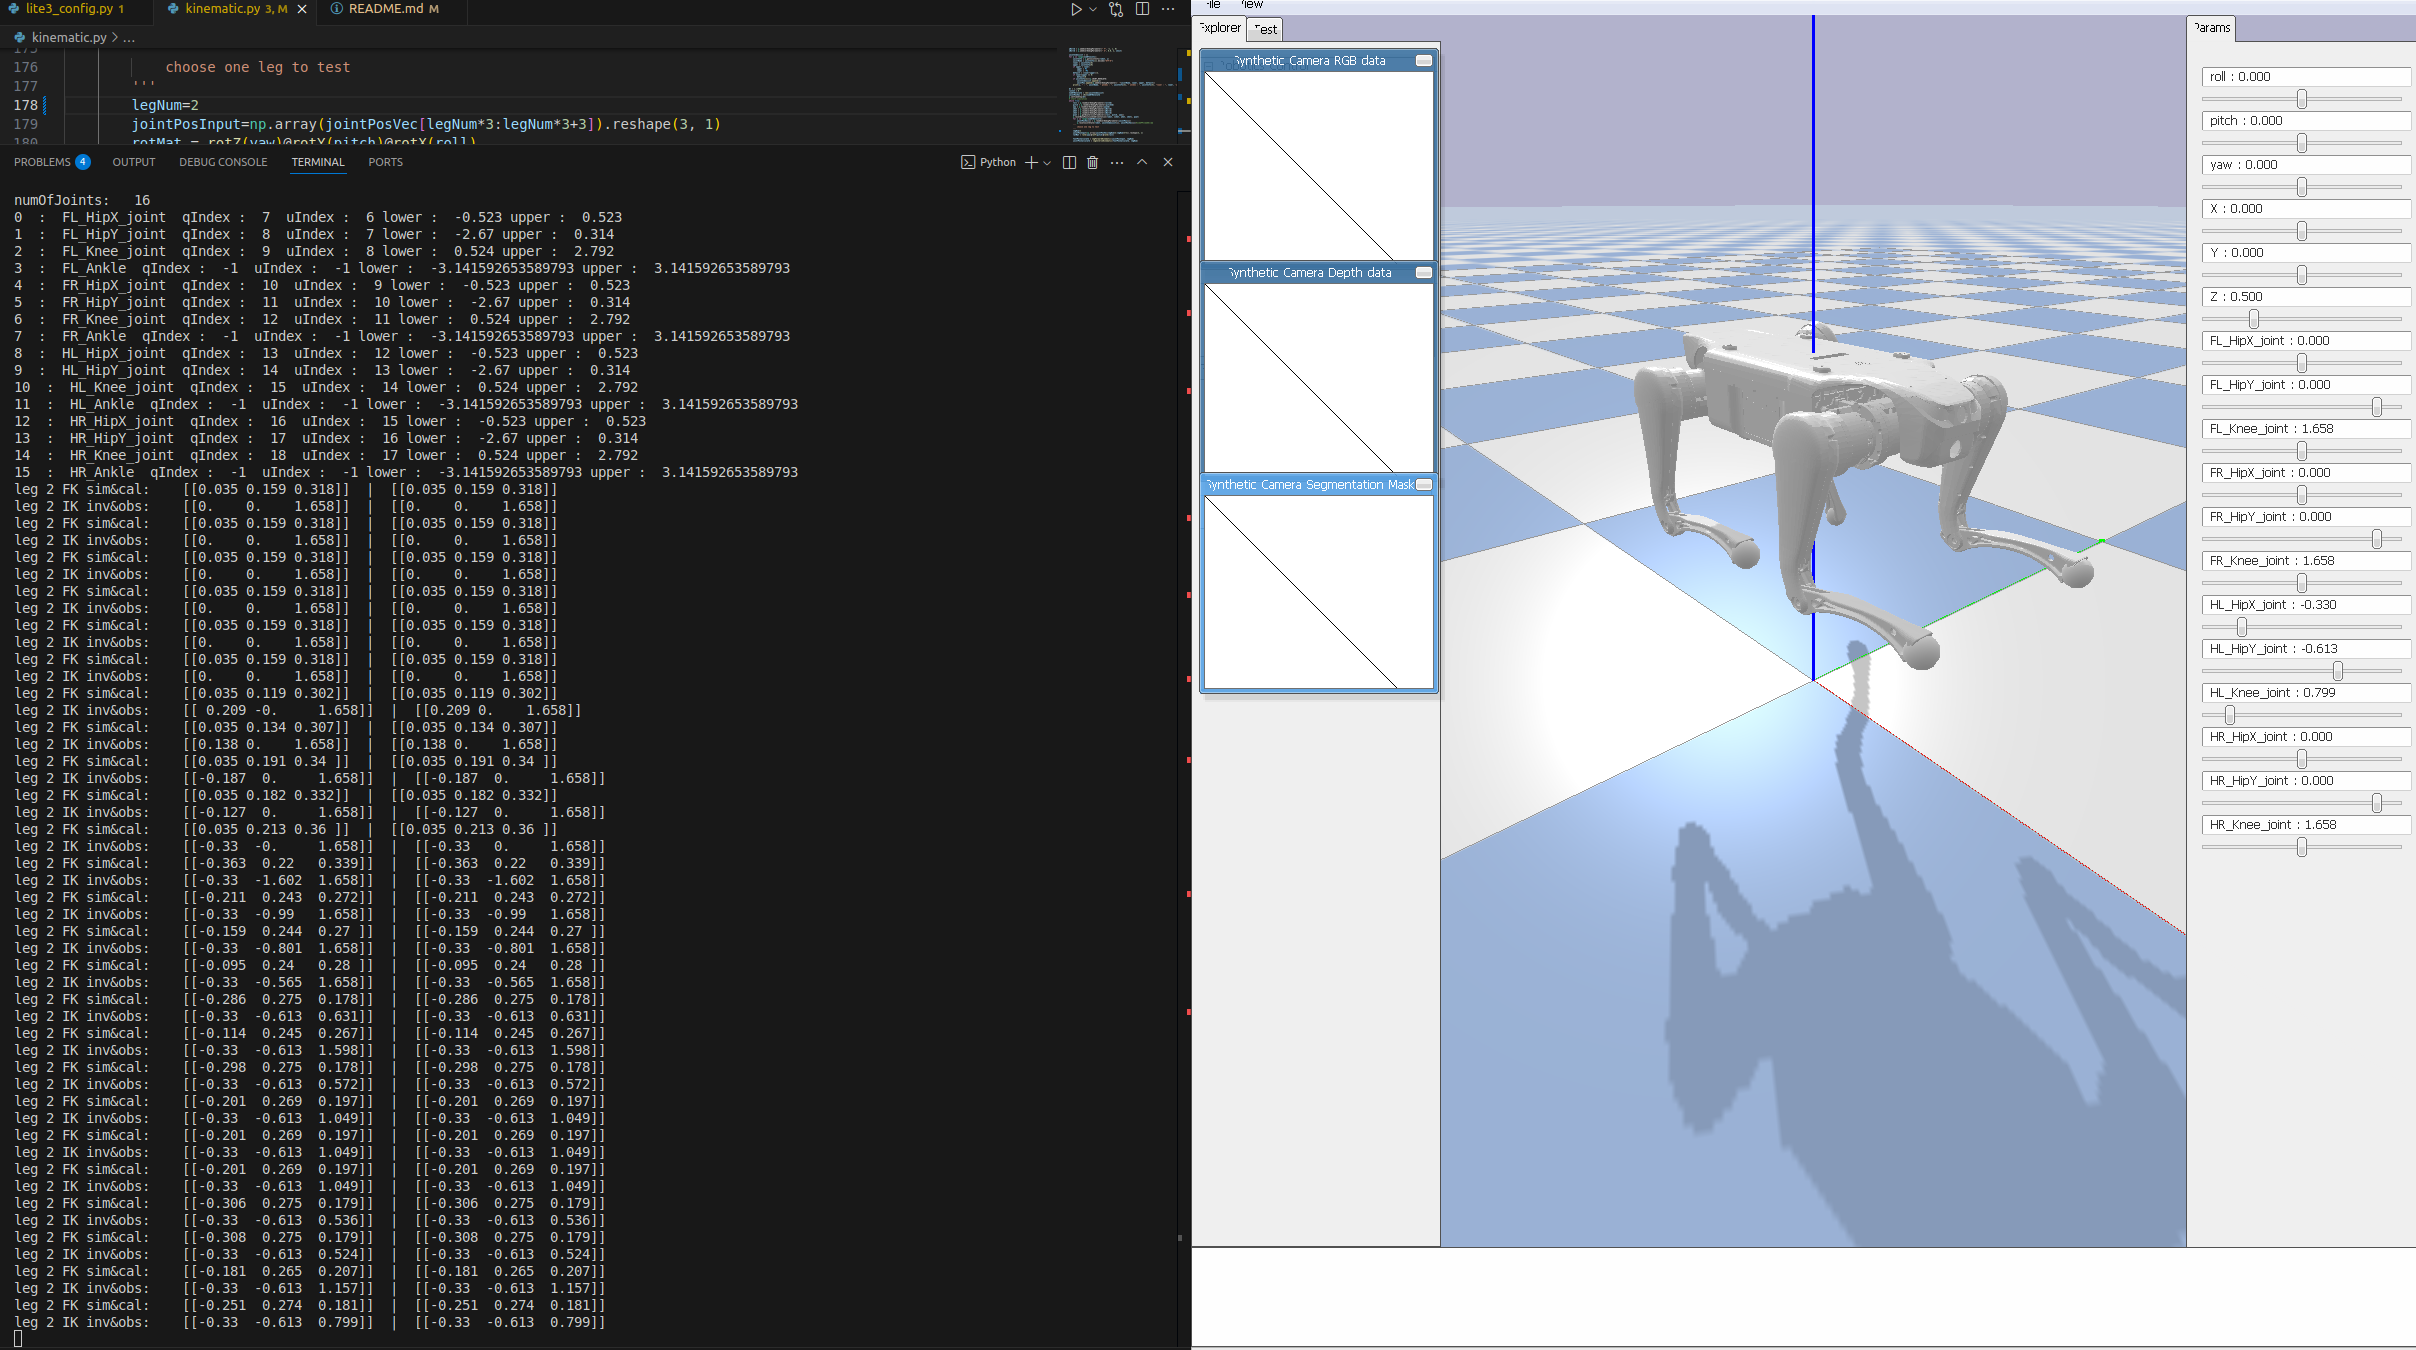 lite3_config.py 1
kinematic.py 3, M
README.md M
kinematic.py > ...
175
176 choose one leg to test
177 '''
178 legNum=2
179 jointPosInput=np.array(jointPosVec[legNum*3:legNum*3+3]).reshape(3, 1)
180 rotMat = rotZ(yaw)@rotY(pitch)@rotX(roll)
PROBLEMS 4 OUTPUT DEBUG CONSOLE TERMINAL PORTS Python
numOfJoints: 16
0 : FL_HipX_joint qIndex : 7 uIndex : 6 lower : -0.523 upper : 0.523
1 : FL_HipY_joint qIndex : 8 uIndex : 7 lower : -2.67 upper : 0.314
2 : FL_Knee_joint qIndex : 9 uIndex : 8 lower : 0.524 upper : 2.792
3 : FL_Ankle qIndex : -1 uIndex : -1 lower : -3.141592653589793 upper : 3.141592653589793
4 : FR_HipX_joint qIndex : 10 uIndex : 9 lower : -0.523 upper : 0.523
5 : FR_HipY_joint qIndex : 11 uIndex : 10 lower : -2.67 upper : 0.314
6 : FR_Knee_joint qIndex : 12 uIndex : 11 lower : 0.524 upper : 2.792
7 : FR_Ankle qIndex : -1 uIndex : -1 lower : -3.141592653589793 upper : 3.141592653589793
8 : HL_HipX_joint qIndex : 13 uIndex : 12 lower : -0.523 upper : 0.523
9 : HL_HipY_joint qIndex : 14 uIndex : 13 lower : -2.67 upper : 0.314
10 : HL_Knee_joint qIndex : 15 uIndex : 14 lower : 0.524 upper : 2.792
11 : HL_Ankle qIndex : -1 uIndex : -1 lower : -3.141592653589793 upper : 3.141592653589793
12 : HR_HipX_joint qIndex : 16 uIndex : 15 lower : -0.523 upper : 0.523
13 : HR_HipY_joint qIndex : 17 uIndex : 16 lower : -2.67 upper : 0.314
14 : HR_Knee_joint qIndex : 18 uIndex : 17 lower : 0.524 upper : 2.792
15 : HR_Ankle qIndex : -1 uIndex : -1 lower : -3.141592653589793 upper : 3.141592653589793
leg 2 FK sim&cal: [[0.035 0.159 0.318]] | [[0.035 0.159 0.318]]
leg 2 IK inv&obs: [[0. 0. 1.658]] | [[0. 0. 1.658]]
leg 2 FK sim&cal: [[0.035 0.159 0.318]] | [[0.035 0.159 0.318]]
leg 2 IK inv&obs: [[0. 0. 1.658]] | [[0. 0. 1.658]]
leg 2 FK sim&cal: [[0.035 0.159 0.318]] | [[0.035 0.159 0.318]]
leg 2 IK inv&obs: [[0. 0. 1.658]] | [[0. 0. 1.658]]
leg 2 FK sim&cal: [[0.035 0.159 0.318]] | [[0.035 0.159 0.318]]
leg 2 IK inv&obs: [[0. 0. 1.658]] | [[0. 0. 1.658]]
leg 2 FK sim&cal: [[0.035 0.159 0.318]] | [[0.035 0.159 0.318]]
leg 2 IK inv&obs: [[0. 0. 1.658]] | [[0. 0. 1.658]]
leg 2 FK sim&cal: [[0.035 0.159 0.318]] | [[0.035 0.159 0.318]]
leg 2 IK inv&obs: [[0. 0. 1.658]] | [[0. 0. 1.658]]
leg 2 FK sim&cal: [[0.035 0.119 0.302]] | [[0.035 0.119 0.302]]
leg 2 IK inv&obs: [[ 0.209 -0. 1.658]] | [[0.209 0. 1.658]]
leg 2 FK sim&cal: [[0.035 0.134 0.307]] | [[0.035 0.134 0.307]]
leg 2 IK inv&obs: [[0.138 0. 1.658]] | [[0.138 0. 1.658]]
leg 2 FK sim&cal: [[0.035 0.191 0.34 ]] | [[0.035 0.191 0.34 ]]
leg 2 IK inv&obs: [[-0.187 0. 1.658]] | [[-0.187 0. 1.658]]
leg 2 FK sim&cal: [[0.035 0.182 0.332]] | [[0.035 0.182 0.332]]
leg 2 IK inv&obs: [[-0.127 0. 1.658]] | [[-0.127 0. 1.658]]
leg 2 FK sim&cal: [[0.035 0.213 0.36 ]] | [[0.035 0.213 0.36 ]]
leg 2 IK inv&obs: [[-0.33 -0. 1.658]] | [[-0.33 0. 1.658]]
leg 2 FK sim&cal: [[-0.363 0.22 0.339]] | [[-0.363 0.22 0.339]]
leg 2 IK inv&obs: [[-0.33 -1.602 1.658]] | [[-0.33 -1.602 1.658]]
leg 2 FK sim&cal: [[-0.211 0.243 0.272]] | [[-0.211 0.243 0.272]]
leg 2 IK inv&obs: [[-0.33 -0.99 1.658]] | [[-0.33 -0.99 1.658]]
leg 2 FK sim&cal: [[-0.159 0.244 0.27 ]] | [[-0.159 0.244 0.27 ]]
leg 2 IK inv&obs: [[-0.33 -0.801 1.658]] | [[-0.33 -0.801 1.658]]
leg 2 FK sim&cal: [[-0.095 0.24 0.28 ]] | [[-0.095 0.24 0.28 ]]
leg 2 IK inv&obs: [[-0.33 -0.565 1.658]] | [[-0.33 -0.565 1.658]]
leg 2 FK sim&cal: [[-0.286 0.275 0.178]] | [[-0.286 0.275 0.178]]
leg 2 IK inv&obs: [[-0.33 -0.613 0.631]] | [[-0.33 -0.613 0.631]]
leg 2 FK sim&cal: [[-0.114 0.245 0.267]] | [[-0.114 0.245 0.267]]
leg 2 IK inv&obs: [[-0.33 -0.613 1.598]] | [[-0.33 -0.613 1.598]]
leg 2 FK sim&cal: [[-0.298 0.275 0.178]] | [[-0.298 0.275 0.178]]
leg 2 IK inv&obs: [[-0.33 -0.613 0.572]] | [[-0.33 -0.613 0.572]]
leg 2 FK sim&cal: [[-0.201 0.269 0.197]] | [[-0.201 0.269 0.197]]
leg 2 IK inv&obs: [[-0.33 -0.613 1.049]] | [[-0.33 -0.613 1.049]]
leg 2 FK sim&cal: [[-0.201 0.269 0.197]] | [[-0.201 0.269 0.197]]
leg 2 IK inv&obs: [[-0.33 -0.613 1.049]] | [[-0.33 -0.613 1.049]]
leg 2 FK sim&cal: [[-0.201 0.269 0.197]] | [[-0.201 0.269 0.197]]
leg 2 IK inv&obs: [[-0.33 -0.613 1.049]] | [[-0.33 -0.613 1.049]]
leg 2 FK sim&cal: [[-0.306 0.275 0.179]] | [[-0.306 0.275 0.179]]
leg 2 IK inv&obs: [[-0.33 -0.613 0.536]] | [[-0.33 -0.613 0.536]]
leg 2 FK sim&cal: [[-0.308 0.275 0.179]] | [[-0.308 0.275 0.179]]
leg 2 IK inv&obs: [[-0.33 -0.613 0.524]] | [[-0.33 -0.613 0.524]]
leg 2 FK sim&cal: [[-0.181 0.265 0.207]] | [[-0.181 0.265 0.207]]
leg 2 IK inv&obs: [[-0.33 -0.613 1.157]] | [[-0.33 -0.613 1.157]]
leg 2 FK sim&cal: [[-0.251 0.274 0.181]] | [[-0.251 0.274 0.181]]
leg 2 IK inv&obs: [[-0.33 -0.613 0.799]] | [[-0.33 -0.613 0.799]]
File View
Explorer Test
Synthetic Camera RGB data
Synthetic Camera Depth data
Synthetic Camera Segmentation Mask
Params
roll : 0.000
pitch : 0.000
yaw : 0.000
X : 0.000
Y : 0.000
Z : 0.500
FL_HipX_joint : 0.000
FL_HipY_joint : 0.000
FL_Knee_joint : 1.658
FR_HipX_joint : 0.000
FR_HipY_joint : 0.000
FR_Knee_joint : 1.658
HL_HipX_joint : -0.330
HL_HipY_joint : -0.613
HL_Knee_joint : 0.799
HR_HipX_joint : 0.000
HR_HipY_joint : 0.000
HR_Knee_joint : 1.658